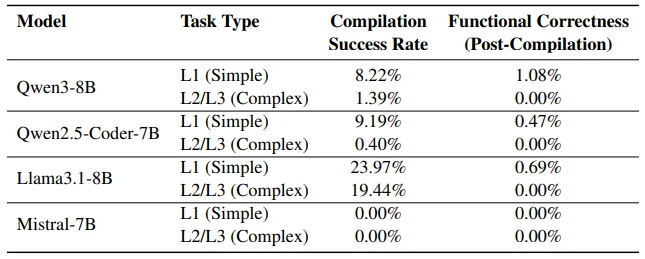 Model Task Type Compilation Functional Correctness
Success Rate (Post-Compilation)
Qwen3-8B L1 (Simple) 8.22% 1.08%
L2/L3 (Complex) 1.39% 0.00%
Qwen2.5-Coder-7B L1 (Simple) 9.19% 0.47%
L2/L3 (Complex) 0.40% 0.00%
Llama3.1-8B L1 (Simple) 23.97% 0.69%
L2/L3 (Complex) 19.44% 0.00%
Mistral-7B L1 (Simple) 0.00% 0.00%
L2/L3 (Complex) 0.00% 0.00%